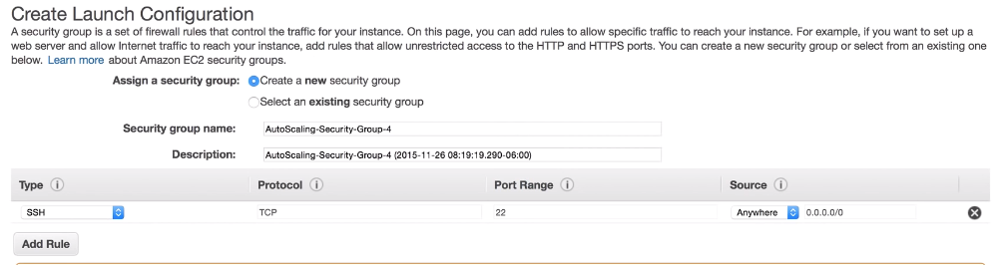 Create Launch Configuration
A security group is a set of firewall rules that control the traffic for your instance. On this page, you can add rules to allow specific traffic to reach your instance. For example, if you want to set up a
web server and allow Internet traffic to reach your instance, add rules that allow unrestricted access to the HTTP and HTTPS ports. You can create a new security group or select from an existing one
below. Learn more about Amazon EC2 security groups.
Assign a security group: Create a new security group
Select an existing security group
Security group name: AutoScaling-Security-Group-4
Description: AutoScaling-Security-Group-4 (2015-11-26 08:19:19.290-06:00)
Type i Protocol i Port Range i Source i
SSH TCP 22 Anywhere 0.0.0.0/0
Add Rule